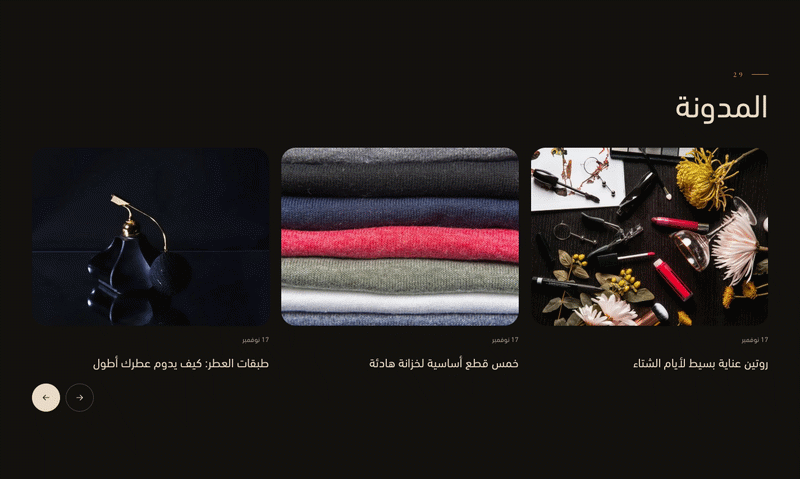 29
المدونة
17 نوفمبر
روتين عناية بسيط لأيام الشتاء
17 نوفمبر
خمس قطع أساسية لخزانة هادئة
17 نوفمبر
طبقات العطر: كيف يدوم عطرك أطول